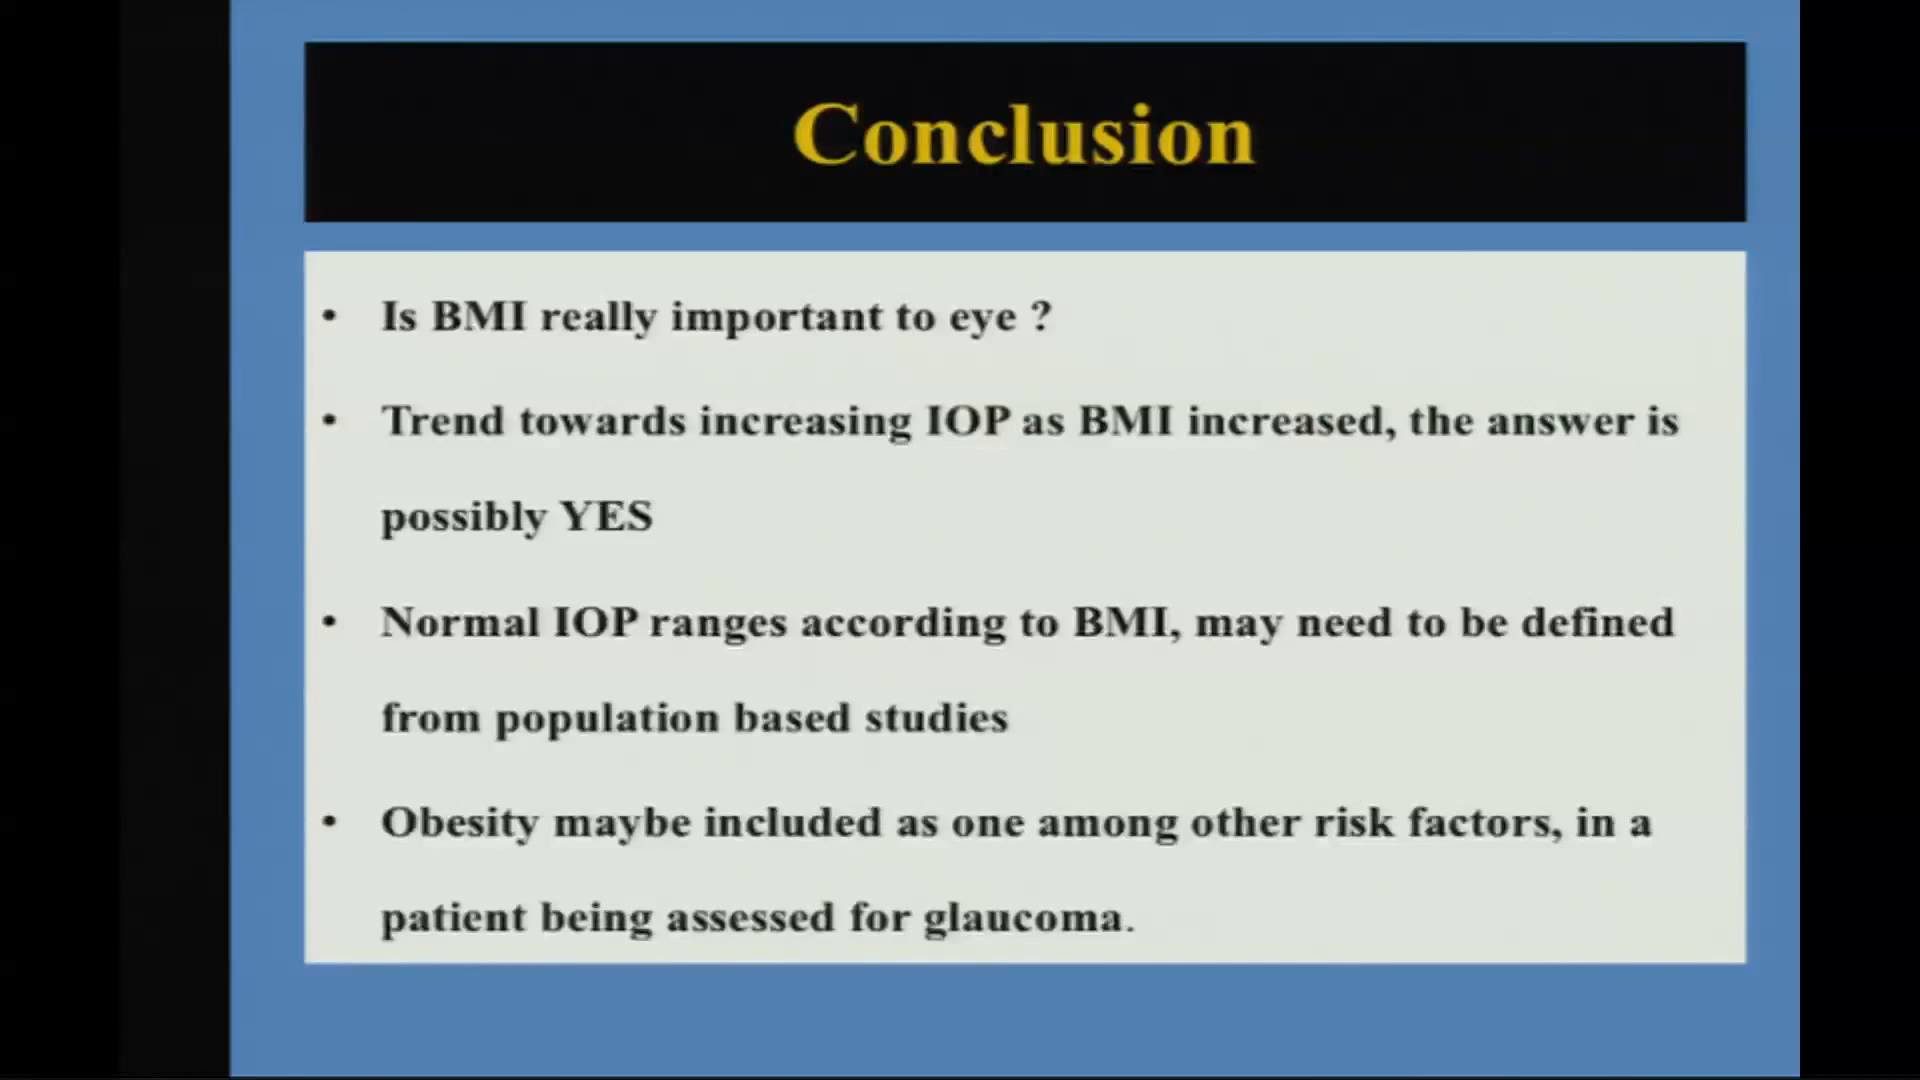 Conclusion
• Is BMI really important to eye ?
• Trend towards increasing IOP as BMI increased, the answer is
possibly YES
• Normal IOP ranges according to BMI, may need to be defined
from population based studies
• Obesity maybe included as one among other risk factors, in a
patient being assessed for glaucoma.